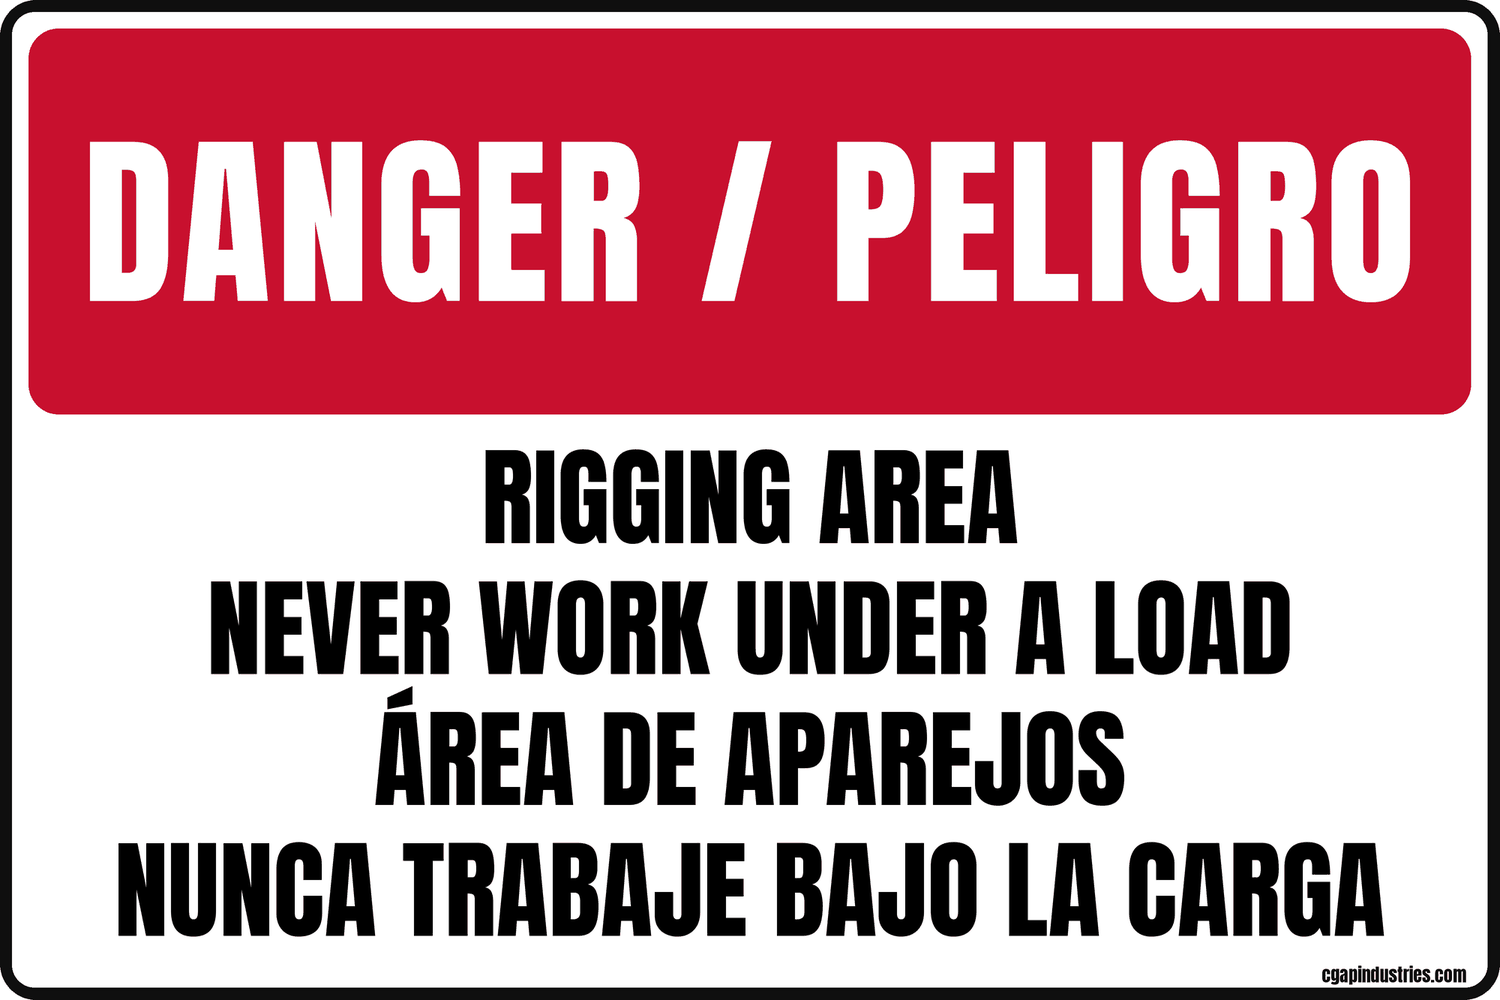 DANGER / PELIGRO
RIGGING AREA
NEVER WORK UNDER A LOAD
ÁREA DE APAREJOS
NUNCA TRABAJE BAJO LA CARGA
cgapindustries.com